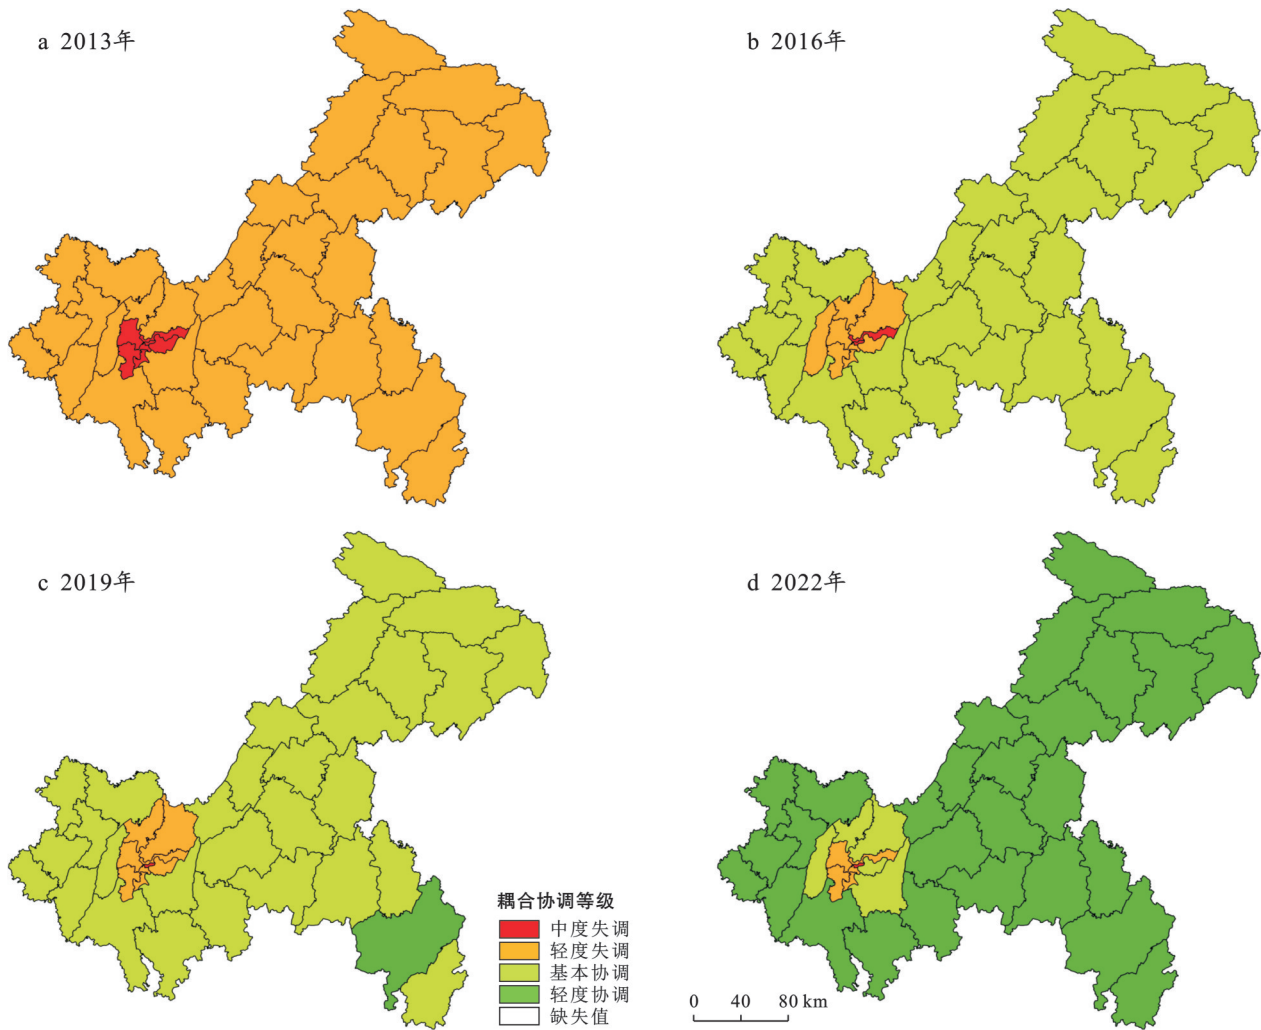 a 2013年
b 2016年
c 2019年
d 2022年
耦合协调等级
中度失调
轻度失调
基本协调
轻度协调
缺失值
0 40 80 km